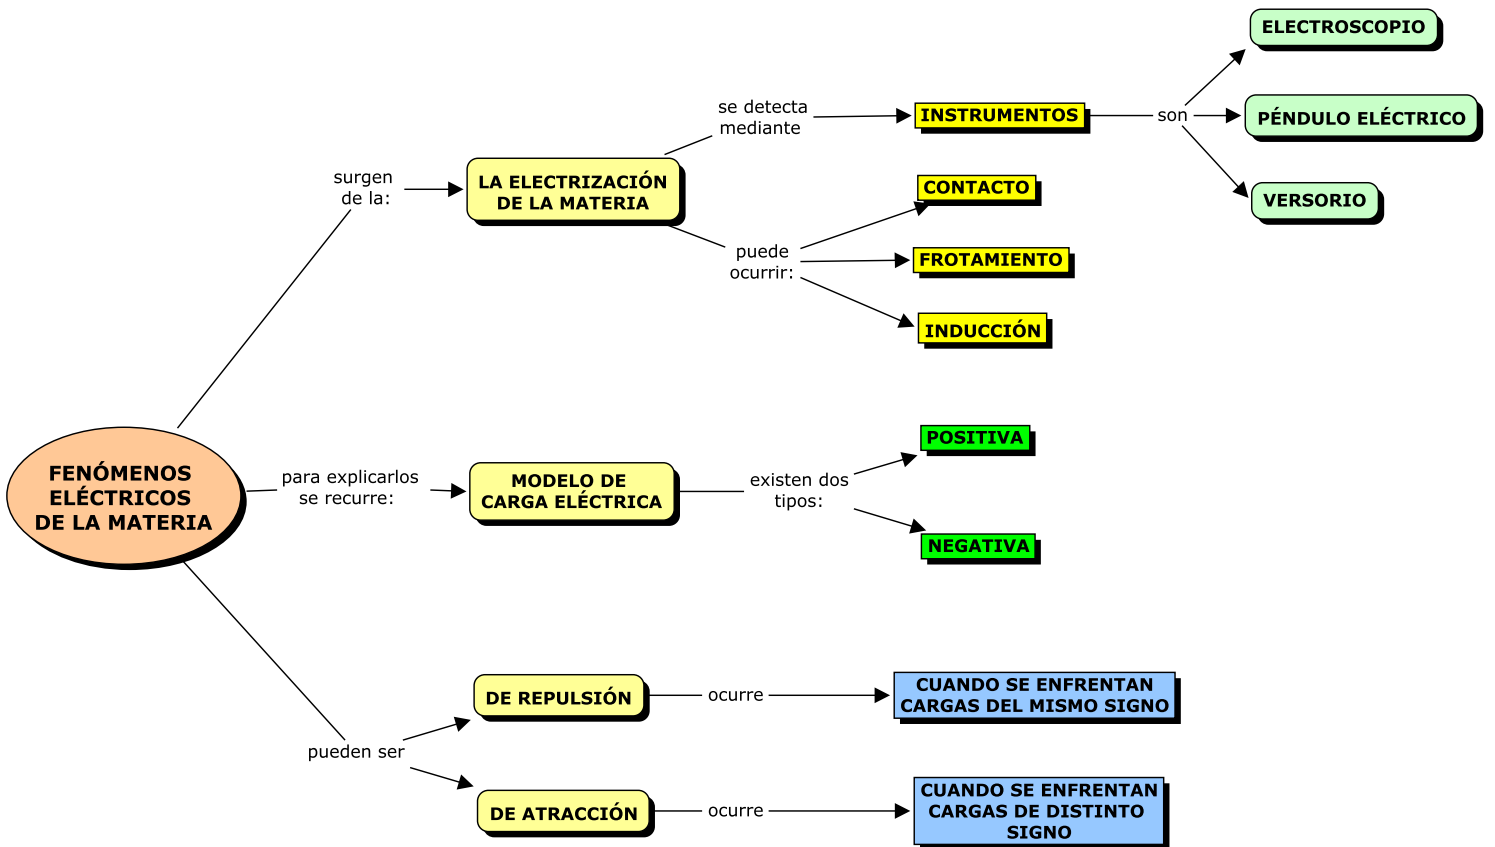 FENÓMENOS
ELÉCTRICOS
DE LA MATERIA
surgen
de la:
LA ELECTRIZACIÓN
DE LA MATERIA
se detecta
mediante
INSTRUMENTOS
son
ELECTROSCOPIO
PÉNDULO ELÉCTRICO
VERSORIO
puede
ocurrir:
CONTACTO
FROTAMIENTO
INDUCCIÓN
para explicarlos
se recurre:
MODELO DE
CARGA ELÉCTRICA
existen dos
tipos:
POSITIVA
NEGATIVA
pueden ser
DE REPULSIÓN
ocurre
CUANDO SE ENFRENTAN
CARGAS DEL MISMO SIGNO
DE ATRACCIÓN
ocurre
CUANDO SE ENFRENTAN
CARGAS DE DISTINTO
SIGNO